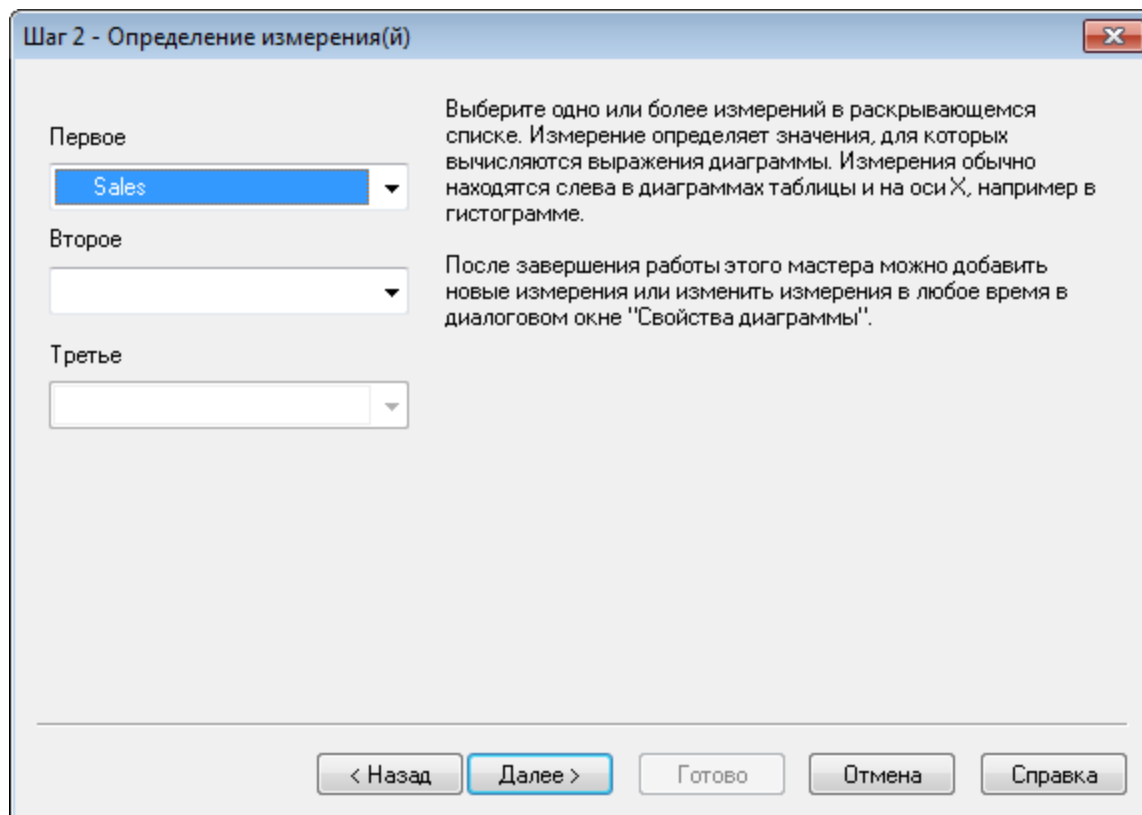 Шаг 2 - Определение измерения(й)
Первое
Sales
Второе
Третье
Выберите одно или более измерений в раскрывающемся
списке. Измерение определяет значения, для которых
вычисляются выражения диаграммы. Измерения обычно
находятся слева в диаграммах таблицы и на оси X, например в
гистограмме.
После завершения работы этого мастера можно добавить
новые измерения или изменить измерения в любое время в
диалоговом окне "Свойства диаграммы".
< Назад
Далее >
Готово
Отмена
Справка